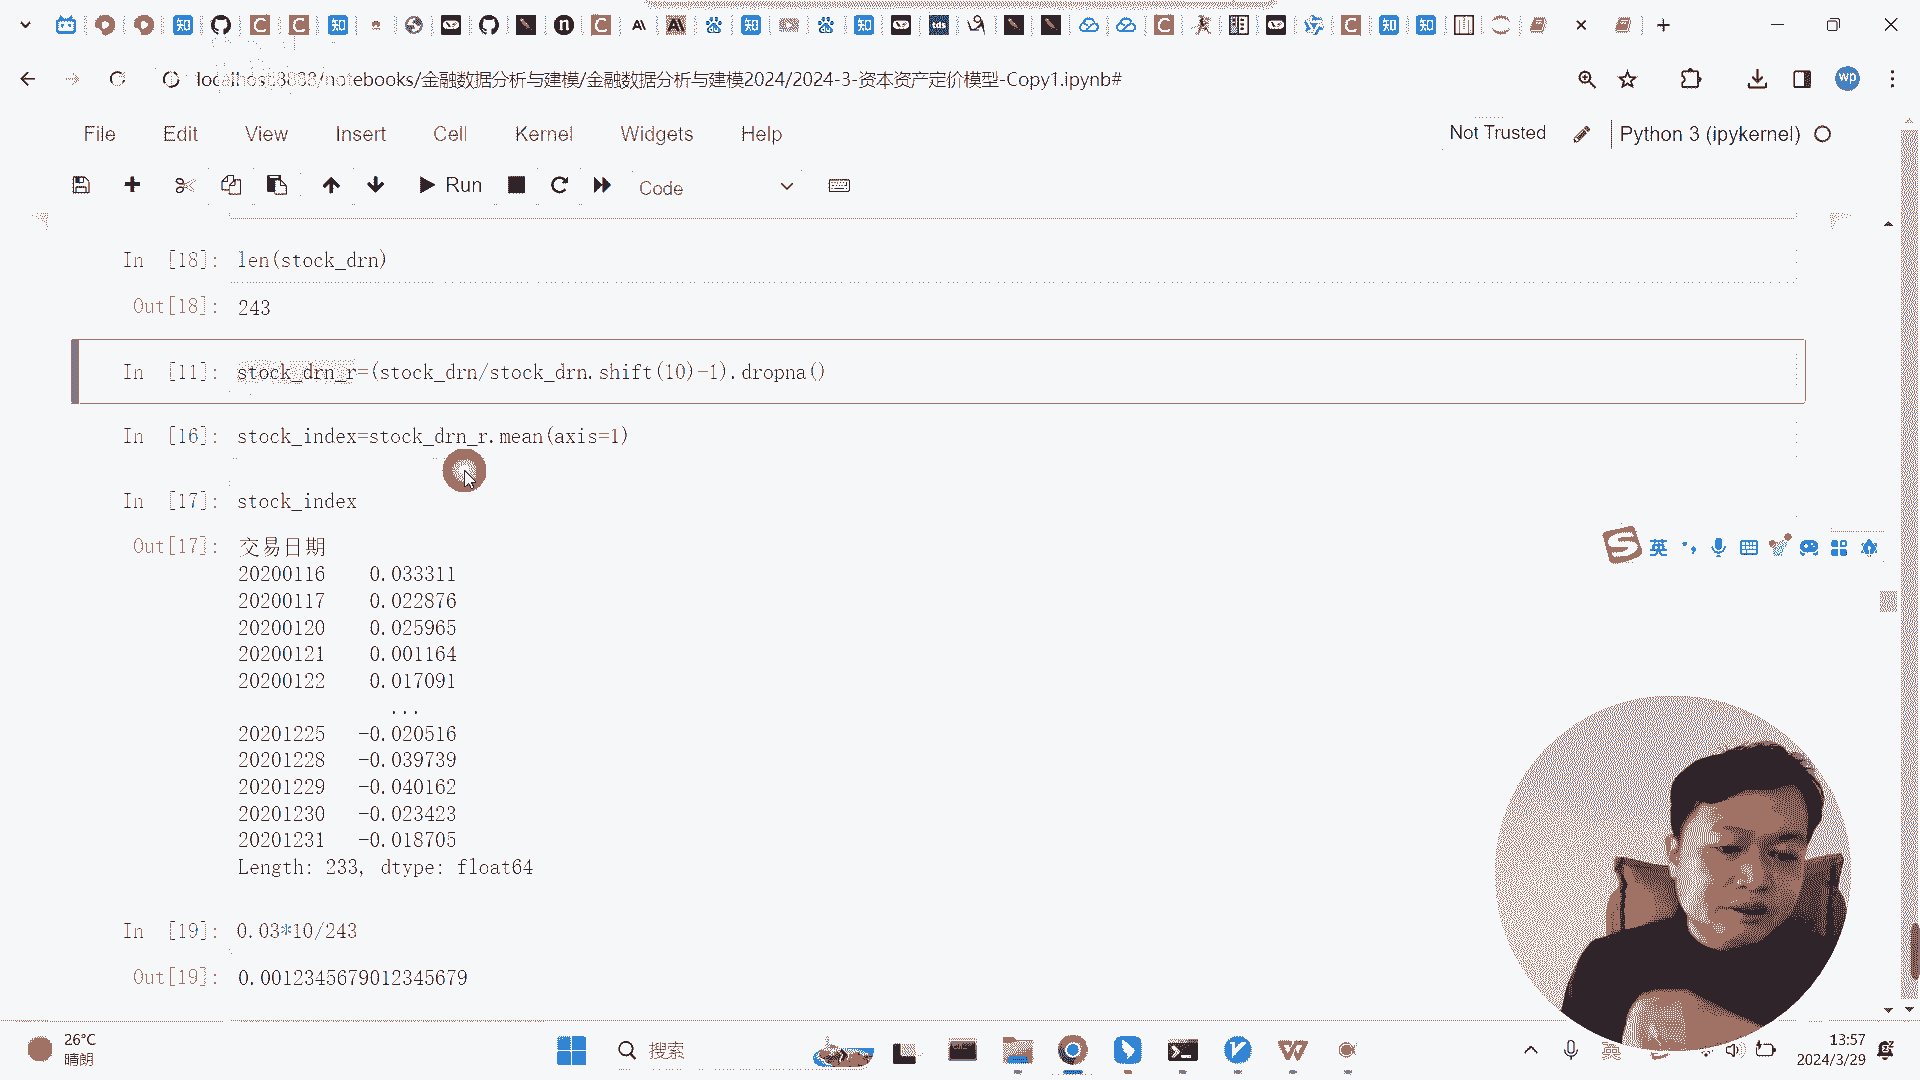 localhost:8888/notebooks/金融数据分析与建模/金融数据分析与建模2024/2024-3-资本资产定价模型-Copy1.ipynb#
wp
File Edit View Insert Cell Kernel Widgets Help
Not Trusted
Python 3 (ipykernel)
Run
Code
In [18]: len(stock_drn)
Out[18]: 243
In [11]: stock_drn_r=(stock_drn/stock_drn.shift(10)-1).dropna()
In [16]: stock_index=stock_drn_r.mean(axis=1)
In [17]: stock_index
Out[17]: 交易日期
20200116 0.033311
20200117 0.022876
20200120 0.025965
20200121 0.001164
20200122 0.017091
...
20201225 -0.020516
20201228 -0.039739
20201229 -0.040162
20201230 -0.023423
20201231 -0.018705
Length: 233, dtype: float64
In [19]: 0.03*10/243
Out[19]: 0.0012345679012345679
英
26°C
晴朗
搜索
英
13:57
2024/3/29